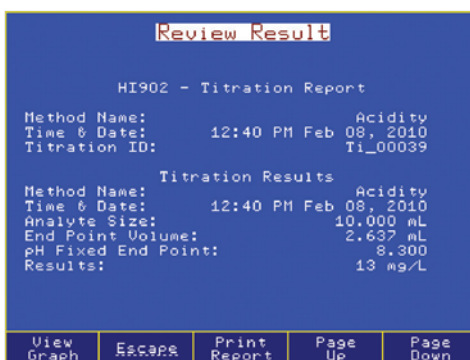 Review Result
HI902 - Titration Report
Method Name: Acidity
Time & Date: 12:40 PM Feb 08, 2010
Titration ID: Ti_00039
Titration Results
Method Name: Acidity
Time & Date: 12:40 PM Feb 08, 2010
Analyte Size: 10.000 mL
End Point Volume: 2.637 mL
pH Fixed End Point: 8.300
Results: 13 mg/L
View Graph Escape Print Report Page Up Page Down